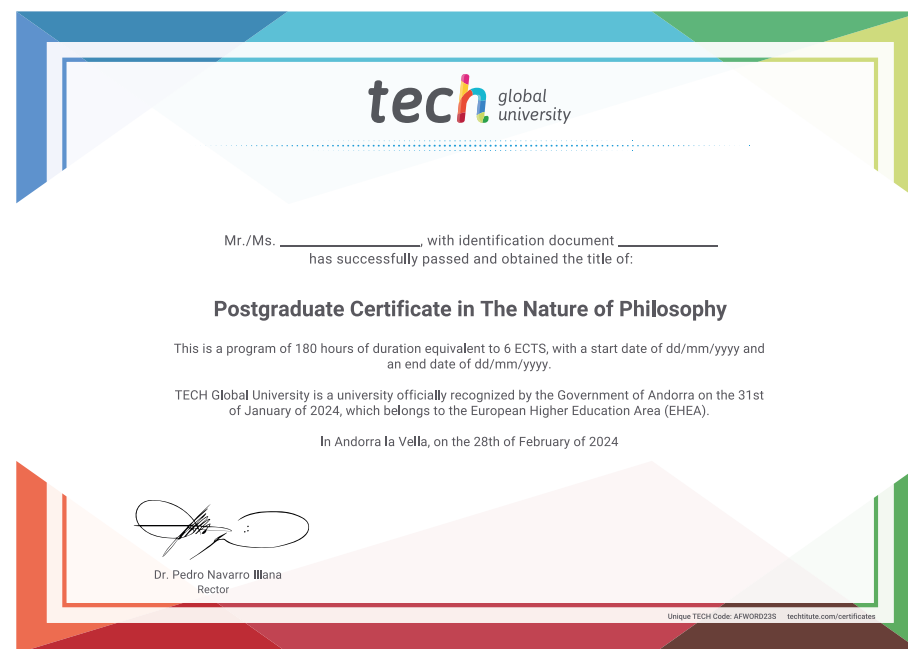 tech global
university
Mr./Ms. ____________________, with identification document ______________
has successfully passed and obtained the title of:
Postgraduate Certificate in The Nature of Philosophy
This is a program of 180 hours of duration equivalent to 6 ECTS, with a start date of dd/mm/yyyy and
an end date of dd/mm/yyyy.
TECH Global University is a university officially recognized by the Government of Andorra on the 31st
of January of 2024, which belongs to the European Higher Education Area (EHEA).
In Andorra la Vella, on the 28th of February of 2024
Dr. Pedro Navarro Illana
Rector
Unique TECH Code: AFWORD23S techtitute.com/certificates